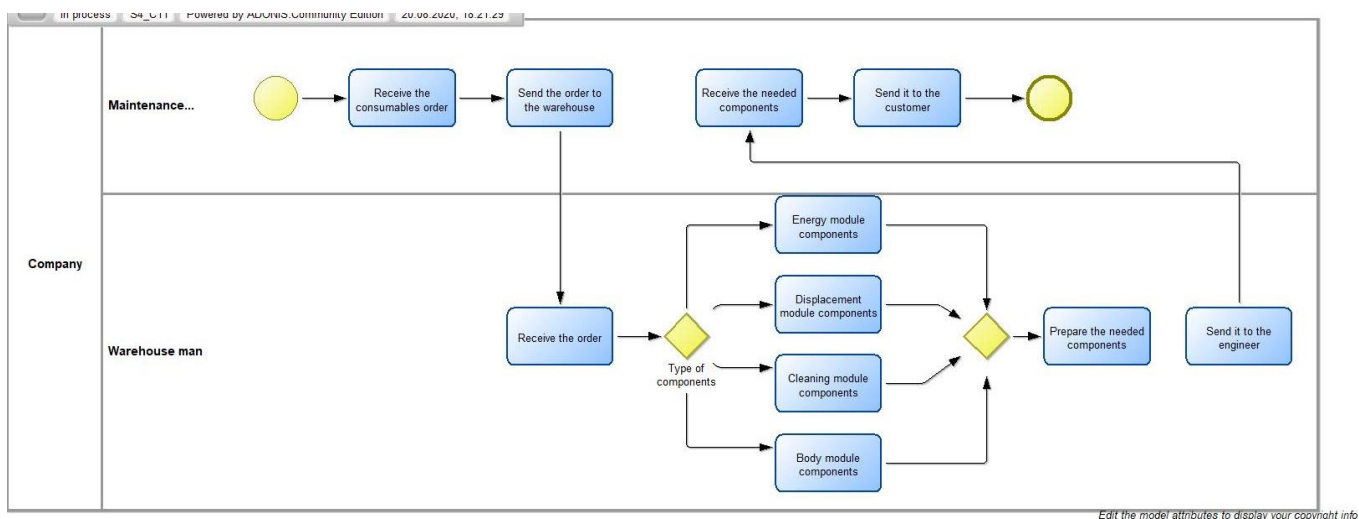 In process S4_C11 Powered by ADONIS:Community Edition 20.08.2020, 18:21:29
Maintenance...
Receive the
consumables order
Send the order to
the warehouse
Receive the needed
components
Send it to the
customer
Company
Warehouse man
Receive the order
Type of
components
Energy module
components
Displacement
module components
Cleaning module
components
Body module
components
Prepare the needed
components
Send it to the
engineer
Edit the model attributes to display your copyright info